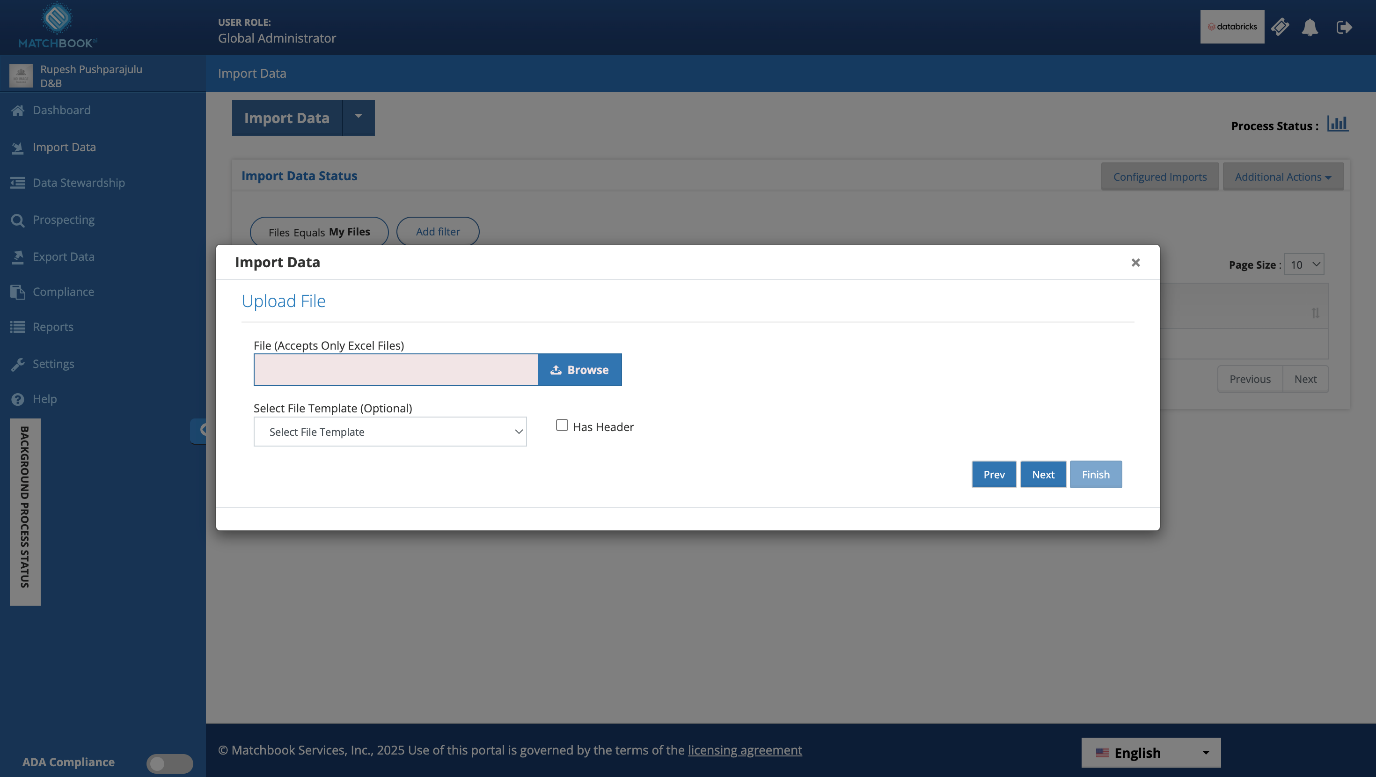 MATCHBOOK
USER ROLE:
Global Administrator
databricks
Rupesh Pushparajulu
D&B
Import Data
Dashboard
Import Data
Data Stewardship
Prospecting
Export Data
Compliance
Reports
Settings
Help
BACKGROUND PROCESS STATUS
ADA Compliance
Import Data
Process Status :
Import Data Status
Configured Imports
Additional Actions
Files Equals My Files
Add filter
Page Size : 10
Previous
Next
Import Data
×
Upload File
File (Accepts Only Excel Files)
Browse
Select File Template (Optional)
Select File Template
Has Header
Prev
Next
Finish
© Matchbook Services, Inc., 2025 Use of this portal is governed by the terms of the licensing agreement
English